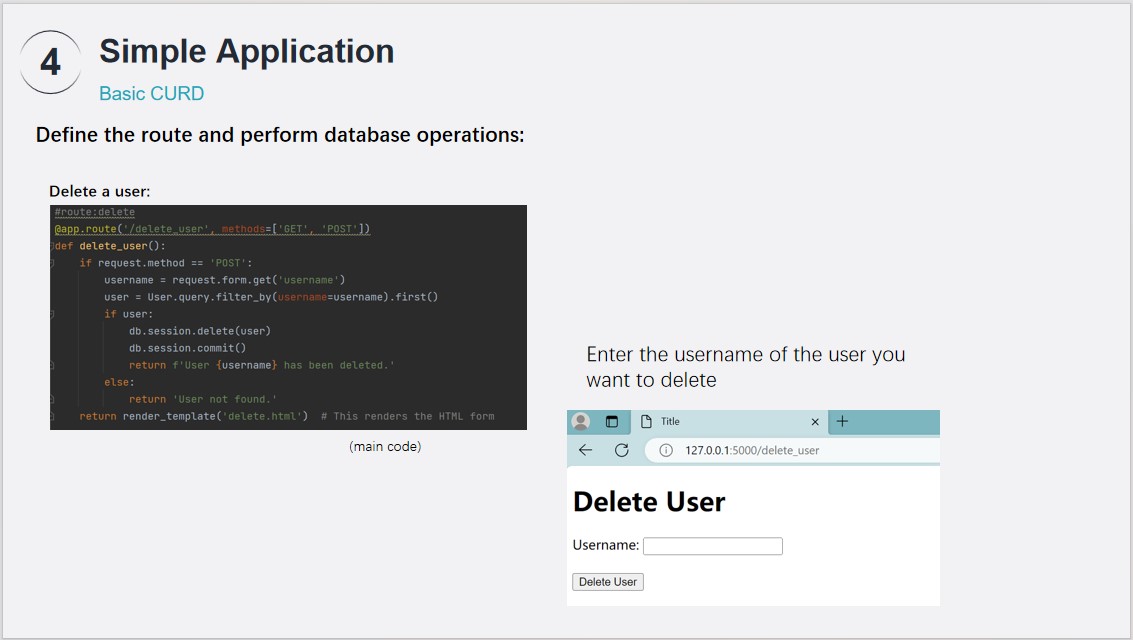 4
Simple Application
Basic CURD
Define the route and perform database operations:
Delete a user:
#route:delete
@app.route('/delete_user', methods=['GET', 'POST'])
def delete_user():
    if request.method == 'POST':
        username = request.form.get('username')
        user = User.query.filter_by(username=username).first()
        if user:
            db.session.delete(user)
            db.session.commit()
            return f'User {username} has been deleted.'
        else:
            return 'User not found.'
    return render_template('delete.html')  # This renders the HTML form
(main code)
Enter the username of the user you
want to delete
Title
127.0.0.1:5000/delete_user
Delete User
Username:
Delete User